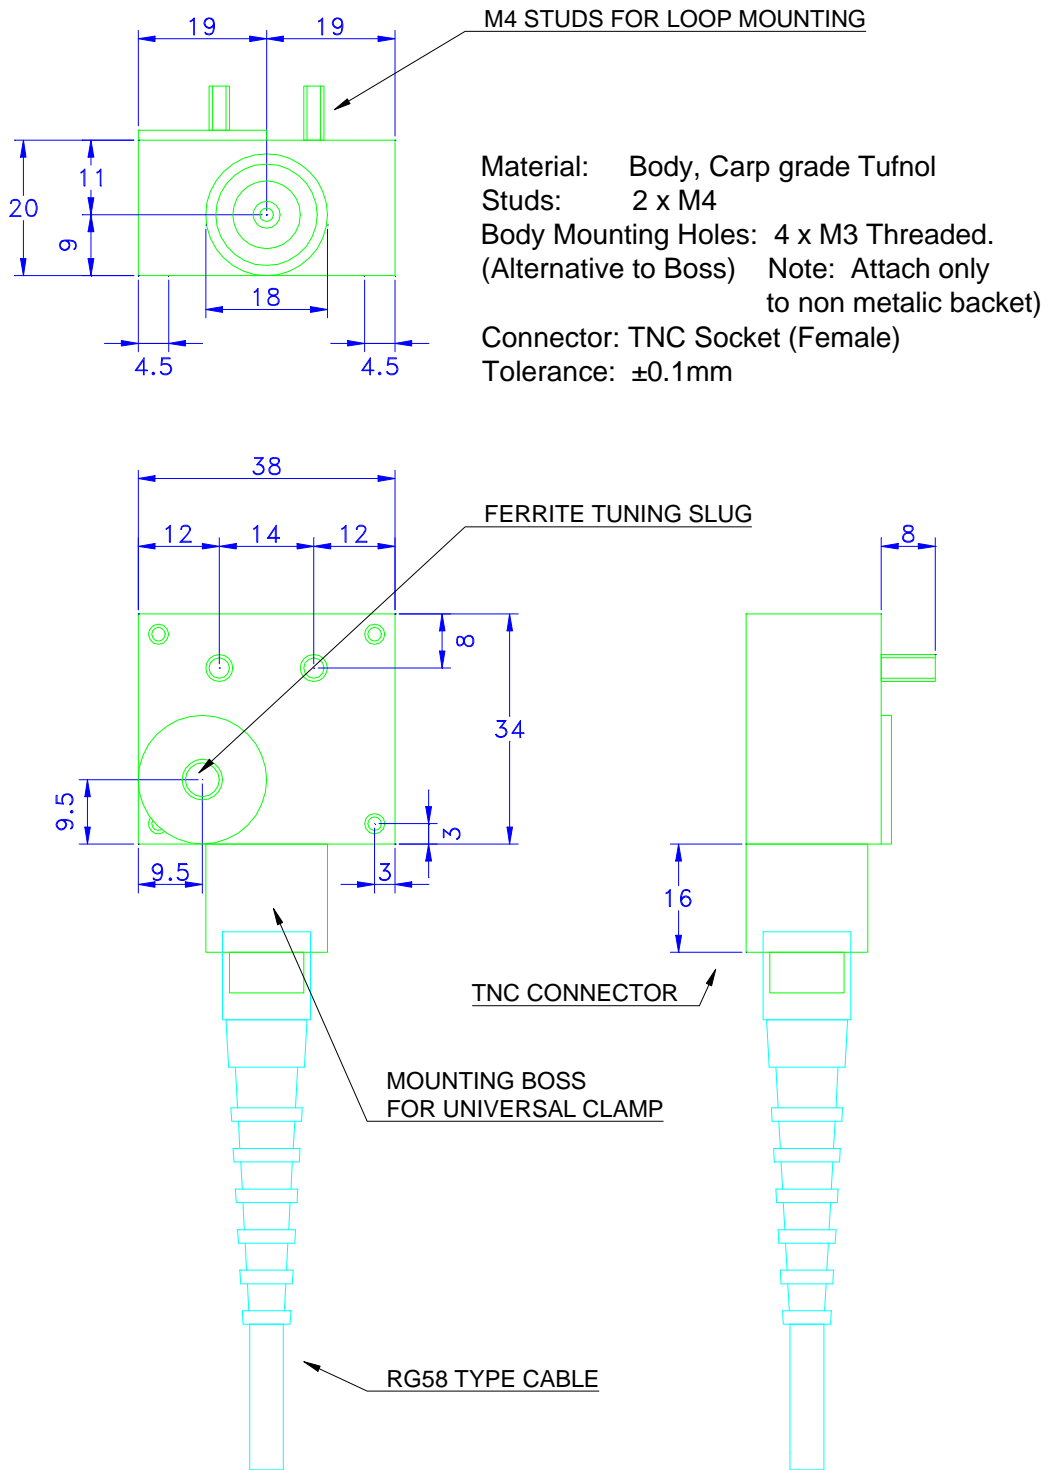 M4 STUDS FOR LOOP MOUNTING
19
19
11
20
9
18
4.5
4.5
Material: Body, Carp grade Tufnol
Studs: 2 x M4
Body Mounting Holes: 4 x M3 Threaded.
(Alternative to Boss) Note: Attach only
to non metalic backet)
Connector: TNC Socket (Female)
Tolerance: ±0.1mm
38
FERRITE TUNING SLUG
12
14
12
8
8
34
9.5
3
9.5
3
16
TNC CONNECTOR
MOUNTING BOSS
FOR UNIVERSAL CLAMP
RG58 TYPE CABLE